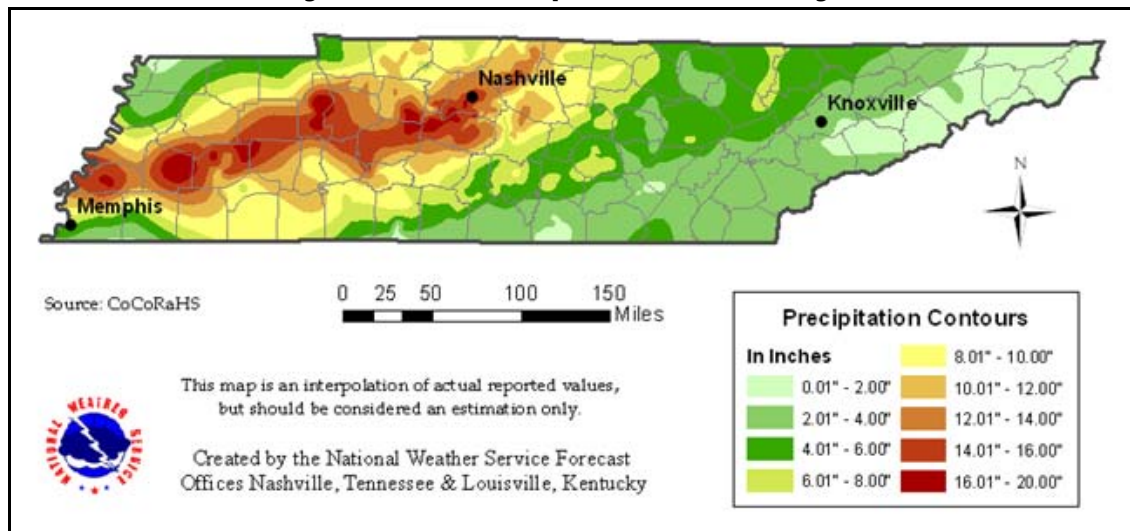 Nashville
Knoxville
Memphis
N
Source: CoCoRaHS
0 25 50 100 150
Miles
This map is an interpolation of actual reported values,
but should be considered an estimation only.
NATIONAL WEATHER SERVICE
Created by the National Weather Service Forecast
Offices Nashville, Tennessee & Louisville, Kentucky
Precipitation Contours
In Inches
0.01" - 2.00"
2.01" - 4.00"
4.01" - 6.00"
6.01" - 8.00"
8.01" - 10.00"
10.01" - 12.00"
12.01" - 14.00"
14.01" - 16.00"
16.01" - 20.00"